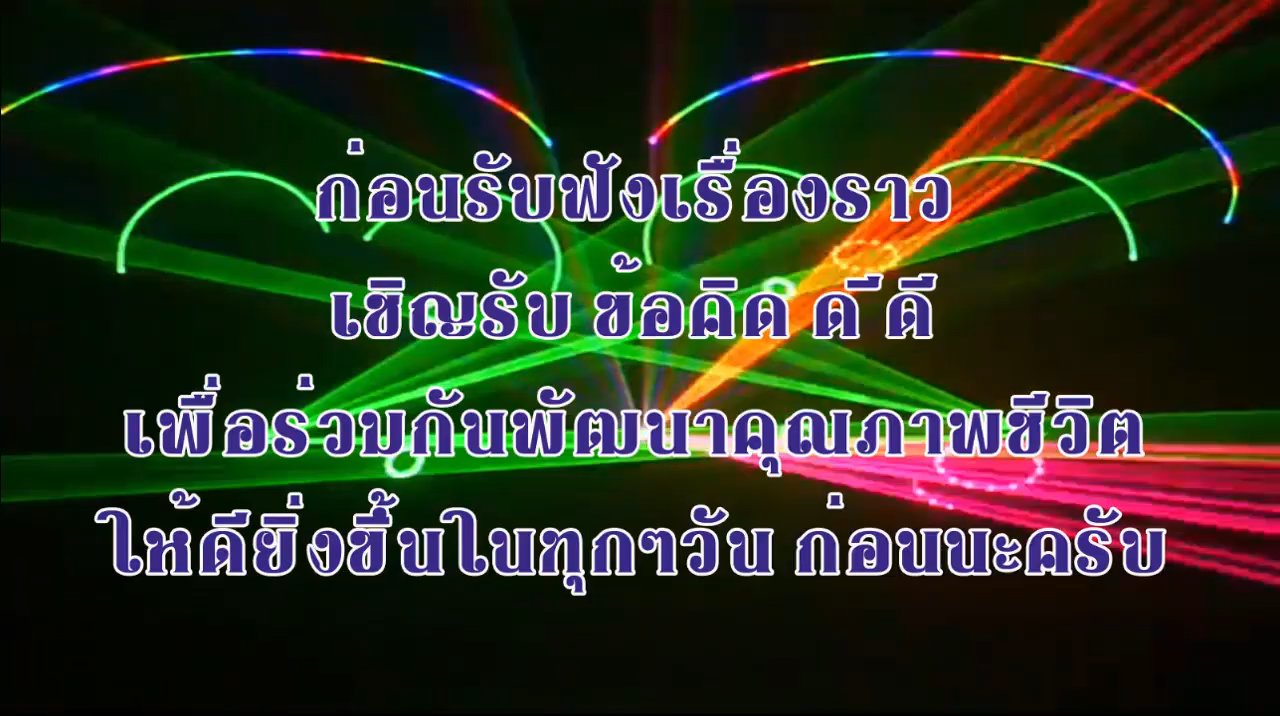 ก่อนรับฟังเรื่องราว
เชิญรับ ข้อคิด ดี ดี
เพื่อร่วมกันพัฒนาคุณภาพชีวิต
ให้ดียิ่งขึ้นในทุกๆวัน ก่อนนะครับ